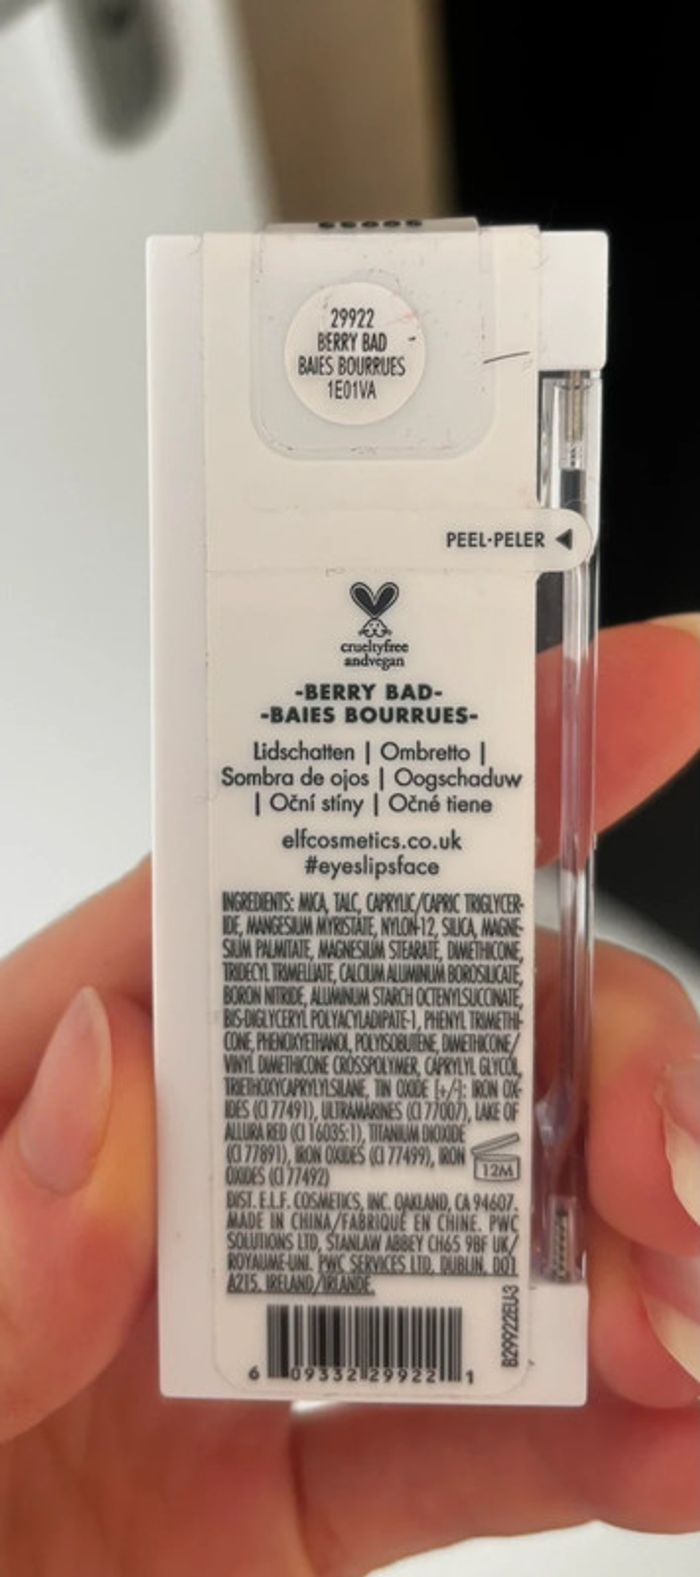 29922
BERRY BAD
BAIES BOURRUES
1E01VA
PEEL•PELER
crueltyfree
andvegan
-BERRY BAD-
-BAIES BOURRUES-
Lidschatten | Ombretto |
Sombra de ojos | Oogschaduw
| Oční stíny | Očné tiene
elfcosmetics.co.uk
#eyeslipsface
INGREDIENTS: MICA, TALC, CAPRYLIC/CAPRIC TRIGLYCER-
IDE, MANGESIUM MYRISTATE, NYLON-12, SILICA, MAGNE-
SIUM PALMITATE, MAGNESIUM STEARATE, DIMETHICONE,
TRIDECYL TRIMELLIATE, CALCIUM ALUMINUM BOROSILICATE,
BORON NITRIDE, ALUMINUM STARCH OCTENYLSUCCINATE,
BIS-DIGLYCERYL POLYACYLADIPATE-1, PHENYL TRIMETHI-
CONE, PHENOXYETHANOL, POLYISOBUTENE, DIMETHICONE/
VINYL DIMETHICONE CROSSPOLYMER, CAPRYLYL GLYCOL,
TRIETHOXYCAPRYLYLSILANE, TIN OXIDE [+/-]: IRON OX-
IDES (CI 77491), ULTRAMARINES (CI 77007), LAKE OF
ALLURA RED (CI 16035:1), TITANIUM DIOXIDE
(CI 77891), IRON OXIDES (CI 77499), IRON
OXIDES (CI 77492)
12M
DIST. E.L.F. COSMETICS, INC. OAKLAND, CA 94607.
MADE IN CHINA/FABRIQUÉ EN CHINE. PWC
SOLUTIONS LTD, STANLAW ABBEY CH65 9BF UK/
ROYAUME-UNI. PWC SERVICES LTD, DUBLIN, D01
A215, IRELAND/IRLANDE.
B29922EU-3
6 09332 29922 1